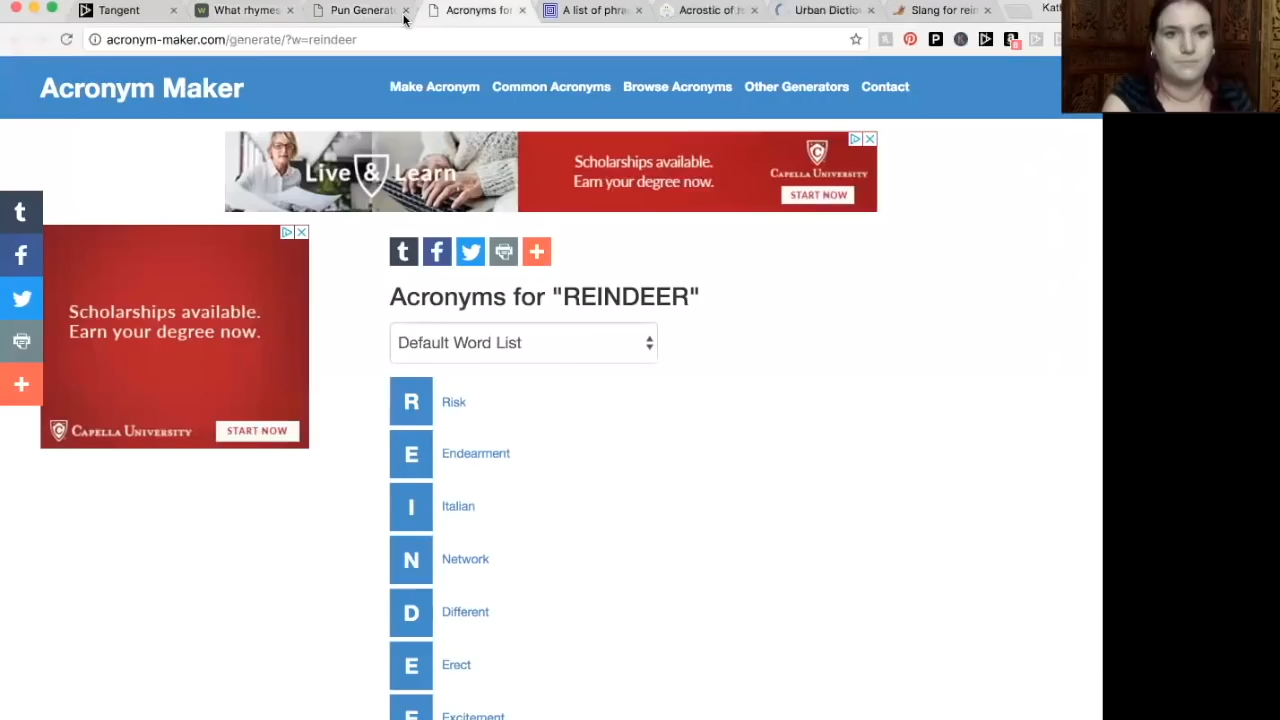 Tangent × What rhymes × Pun Generat × Acronyms for × A list of phra × Acrostic of × Urban Dictio × Slang for rein × Kat
acronym-maker.com/generate/?w=reindeer
Acronym Maker
Make Acronym Common Acronyms Browse Acronyms Other Generators Contact
Live & Learn
Scholarships available.
Earn your degree now.
CAPELLA UNIVERSITY
START NOW
Scholarships available.
Earn your degree now.
CAPELLA UNIVERSITY
START NOW
Acronyms for "REINDEER"
Default Word List
R Risk
E Endearment
I Italian
N Network
D Different
E Erect
E Excitement